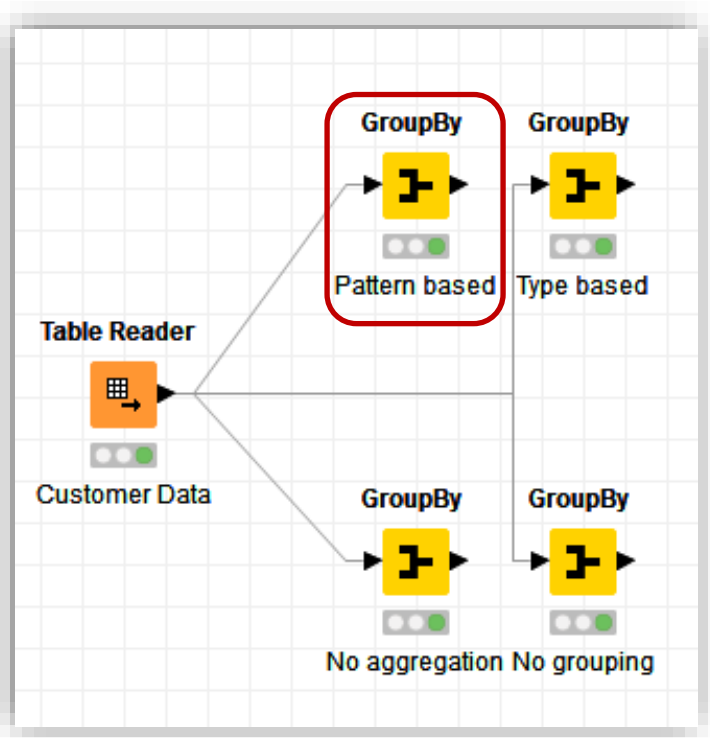 GroupBy GroupBy
Pattern based Type based
Table Reader
Customer Data
GroupBy GroupBy
No aggregation No grouping